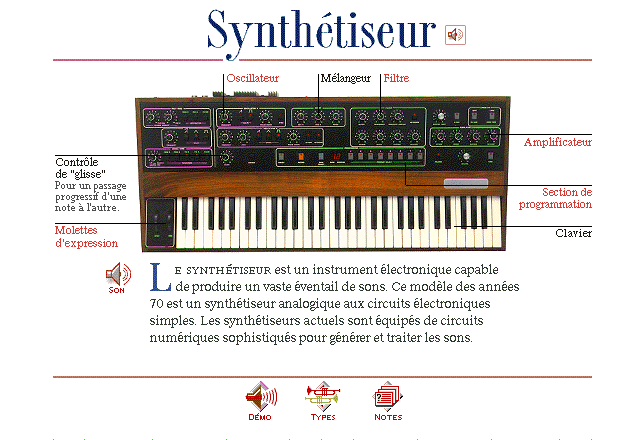 Synthétiseur
Oscillateur
Mélangeur
Filtre
Amplificateur
Contrôle
de "glisse"
Pour un passage
progressif d'une
note à l'autre.
Section de
programmation
Molettes
d'expression
Clavier
Son
Le synthétiseur est un instrument électronique capable
de produire un vaste éventail de sons. Ce modèle des années
70 est un synthétiseur analogique aux circuits électroniques
simples. Les synthétiseurs actuels sont équipés de circuits
numériques sophistiqués pour générer et traiter les sons.
Démo
Types
Notes